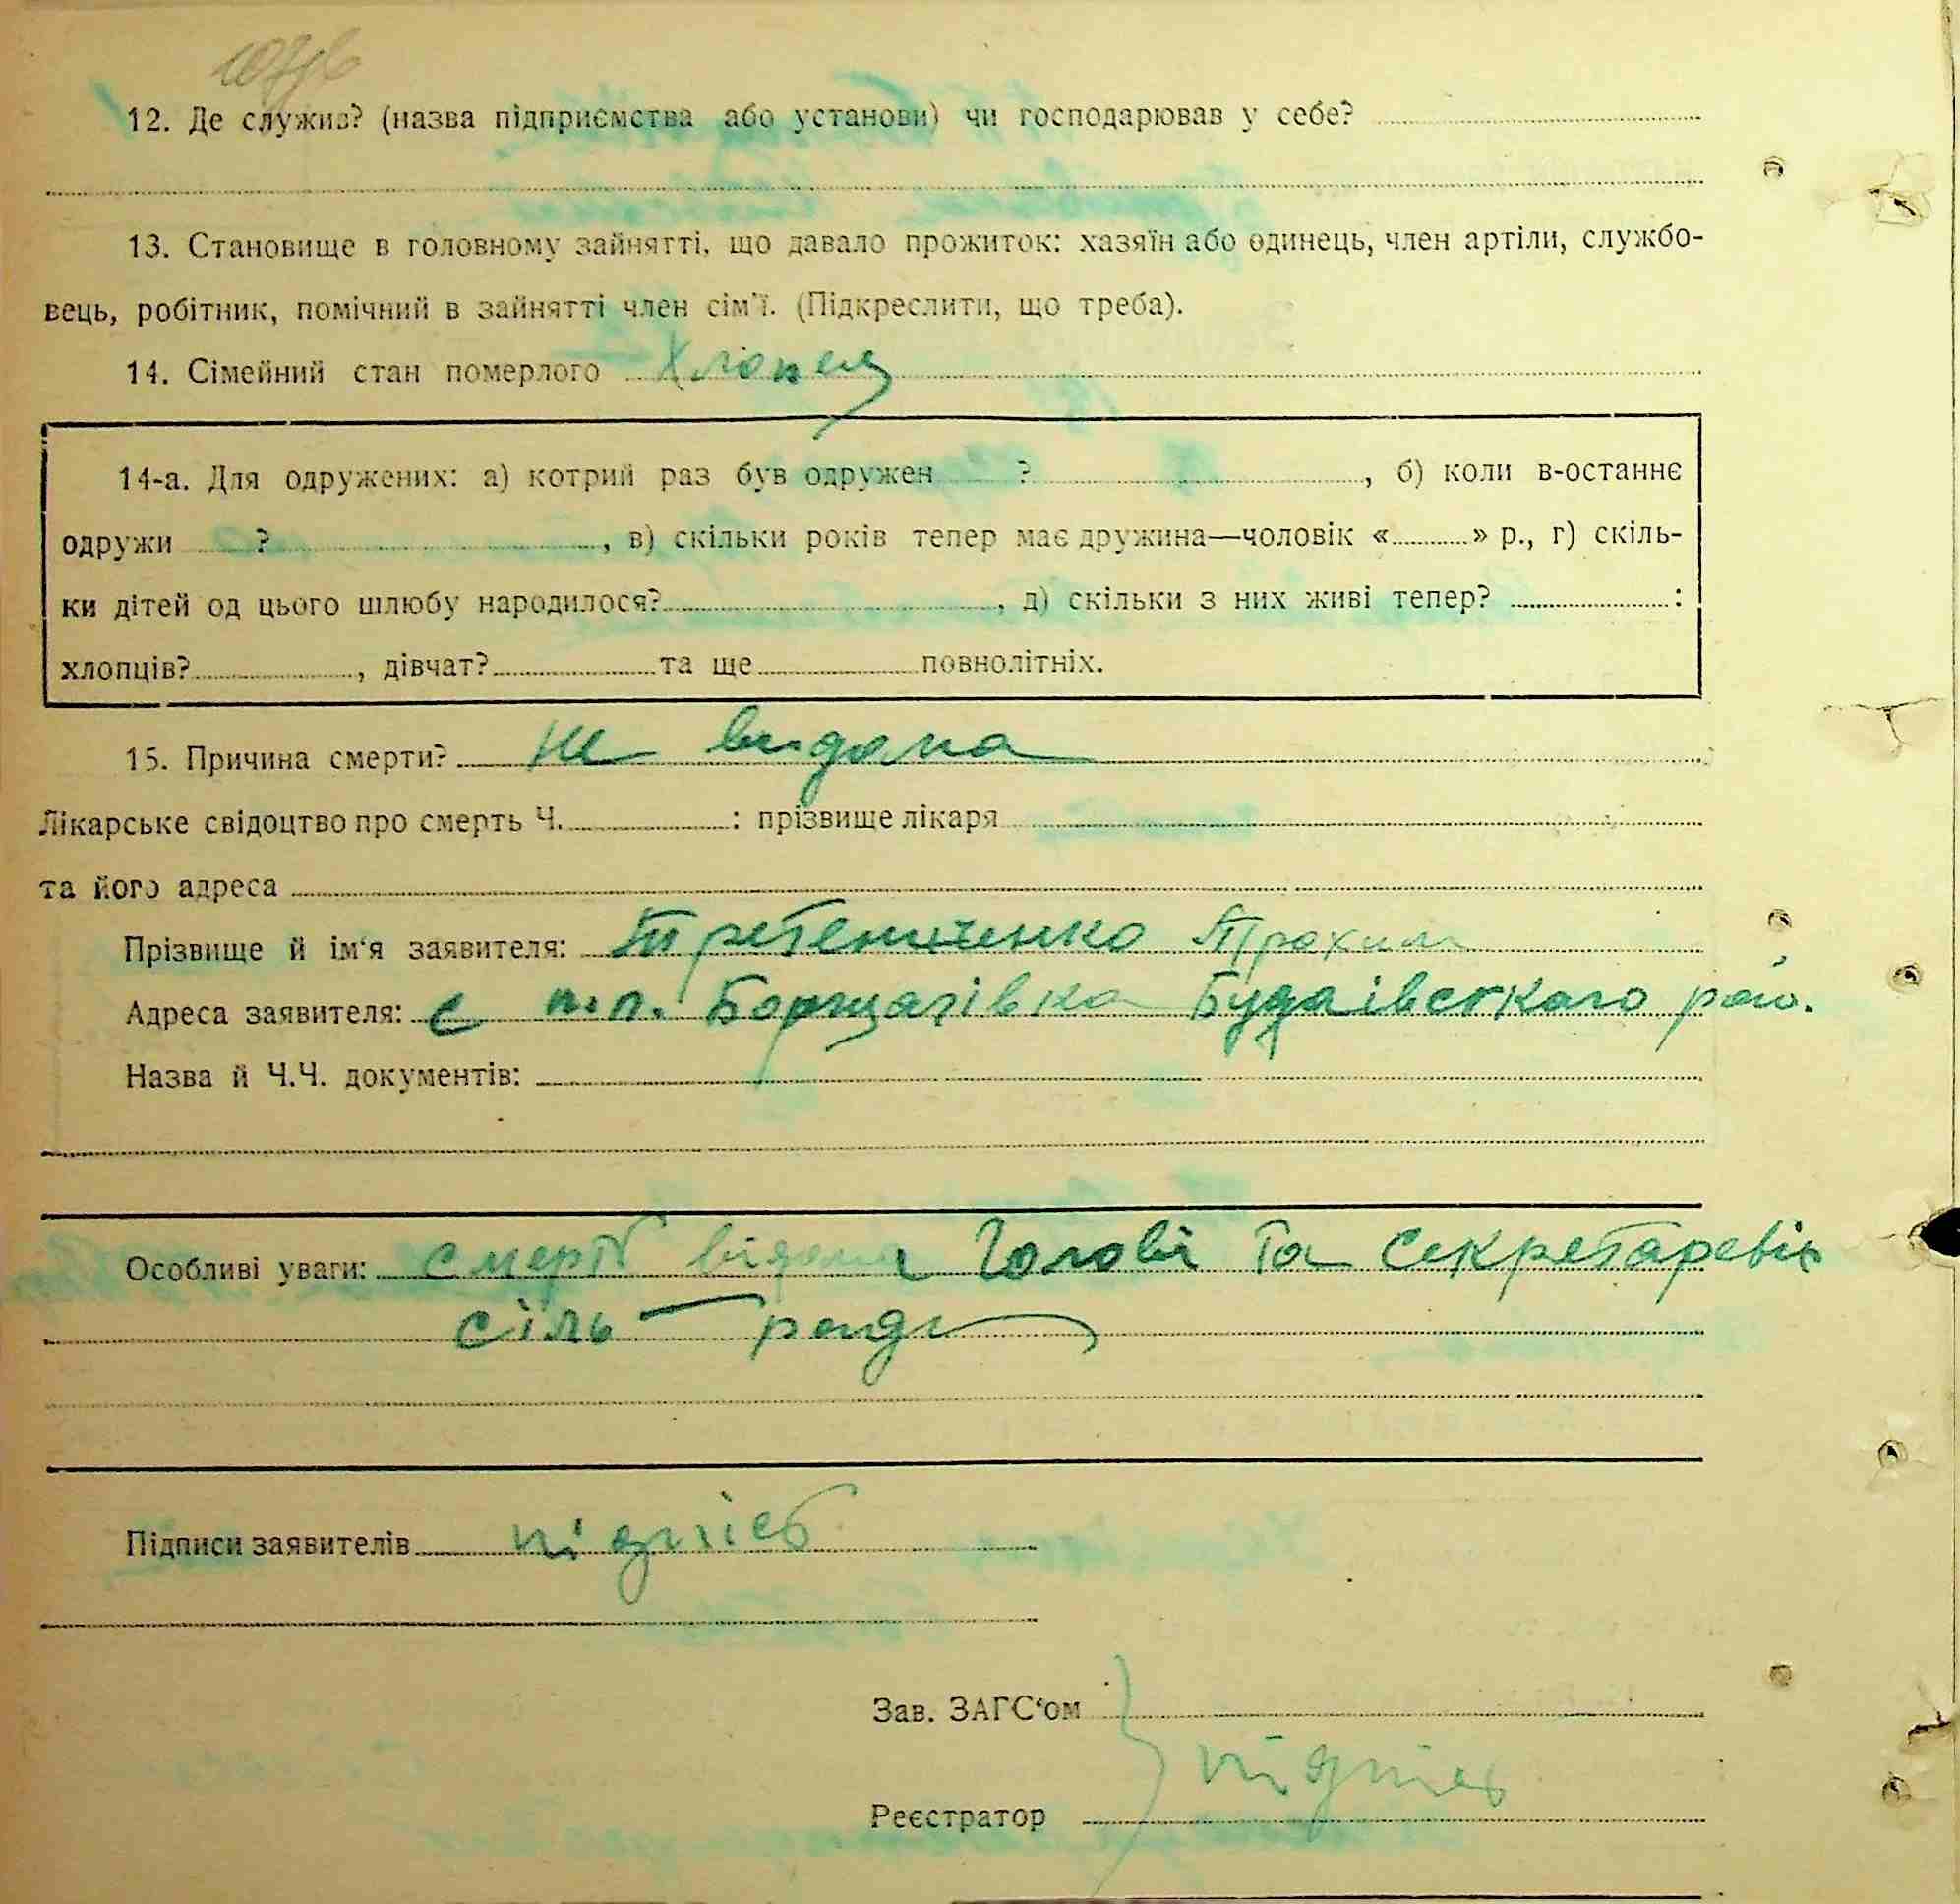 12. Де служив? (назва підприємства або установи) чи господарював у себе?
13. Становище в головному зайнятті, що давало прожиток: хазяїн або одинець, член артіли, службо-
вець, робітник, помічний в зайнятті член сім'ї. (Підкреслити, що треба).
14. Сімейний стан померлого Хлопець
14-а. Для одружених: а) котрий раз був одружен ? , б) коли в-останнє
одружи ? , в) скільки років тепер має дружина—чоловік « » р., г) скіль-
ки дітей од цього шлюбу народилося? , д) скільки з них живі тепер? :
хлопців? , дівчат? та ще повнолітніх.
15. Причина смерти? не видома
Лікарське свідоцтво про смерть Ч. : прізвище лікаря
та його адреса
Прізвище й ім'я заявителя: Трохим
Адреса заявителя: с п.п. Борщагівка Будаївського рай.
Назва й Ч.Ч. документів:
Особливі уваги: смерть відома Голові та Секретареві
сіль ради
Підписи заявителів підпис
Зав. ЗАГС'ом
підпис
Реєстратор